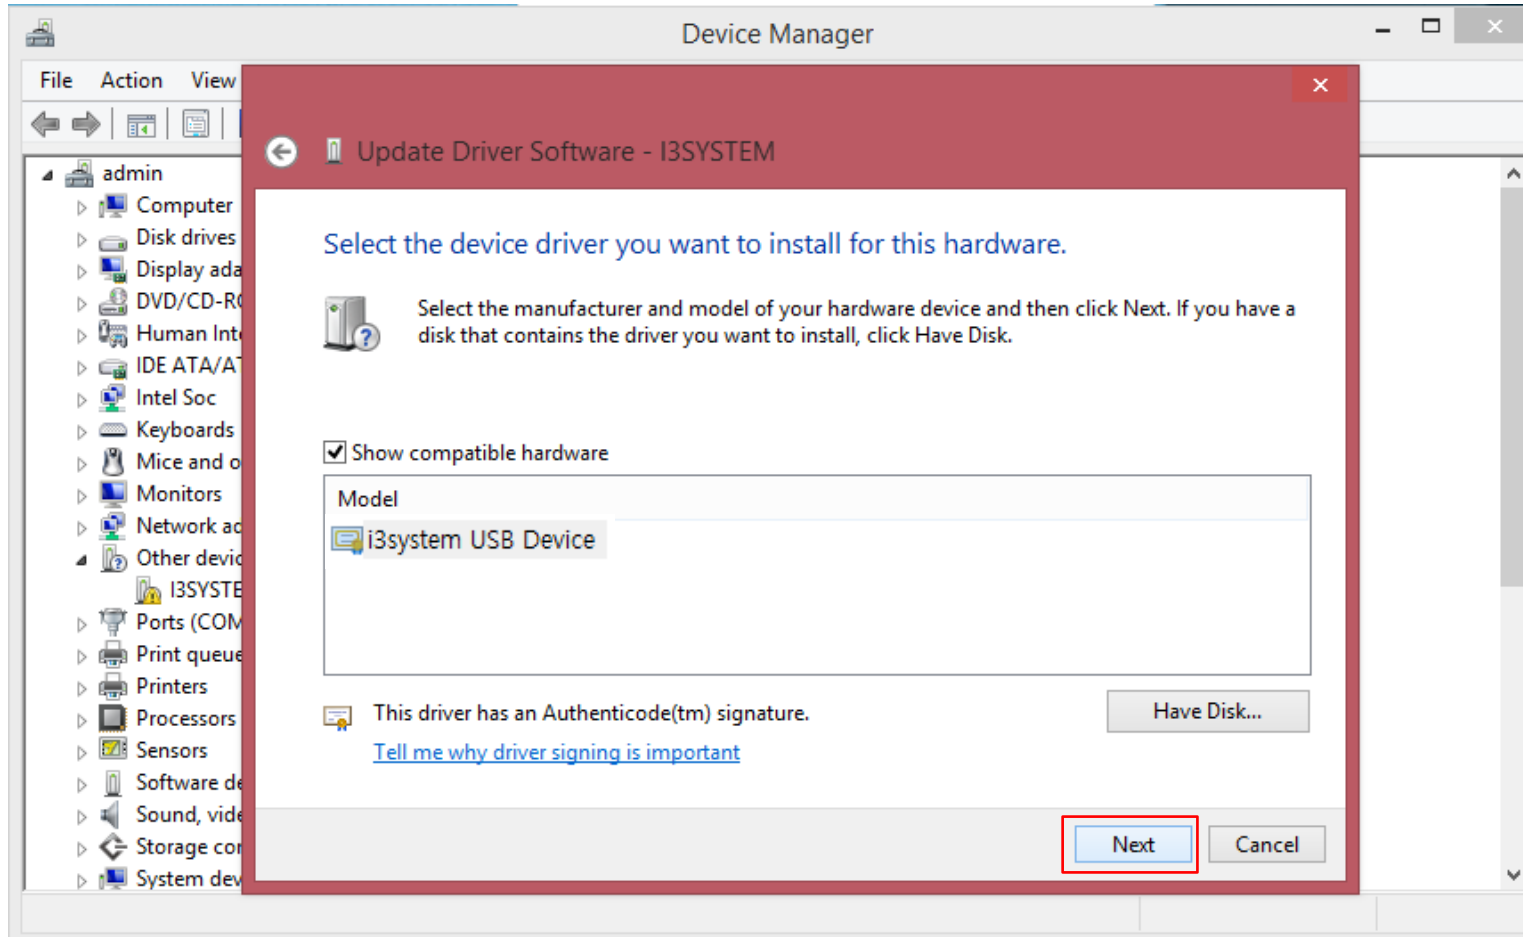 Device Manager
File Action View
Update Driver Software - I3SYSTEM
admin
Computer
Disk drives
Display ada
DVD/CD-R
Human Int
IDE ATA/AT
Intel Soc
Keyboards
Mice and o
Monitors
Network ad
Other devic
I3SYSTE
Ports (COM
Print queue
Printers
Processors
Sensors
Software de
Sound, vide
Storage cor
System dev
Select the device driver you want to install for this hardware.
Select the manufacturer and model of your hardware device and then click Next. If you have a
disk that contains the driver you want to install, click Have Disk.
Show compatible hardware
Model
i3system USB Device
This driver has an Authenticode(tm) signature.
Tell me why driver signing is important
Have Disk...
Next
Cancel